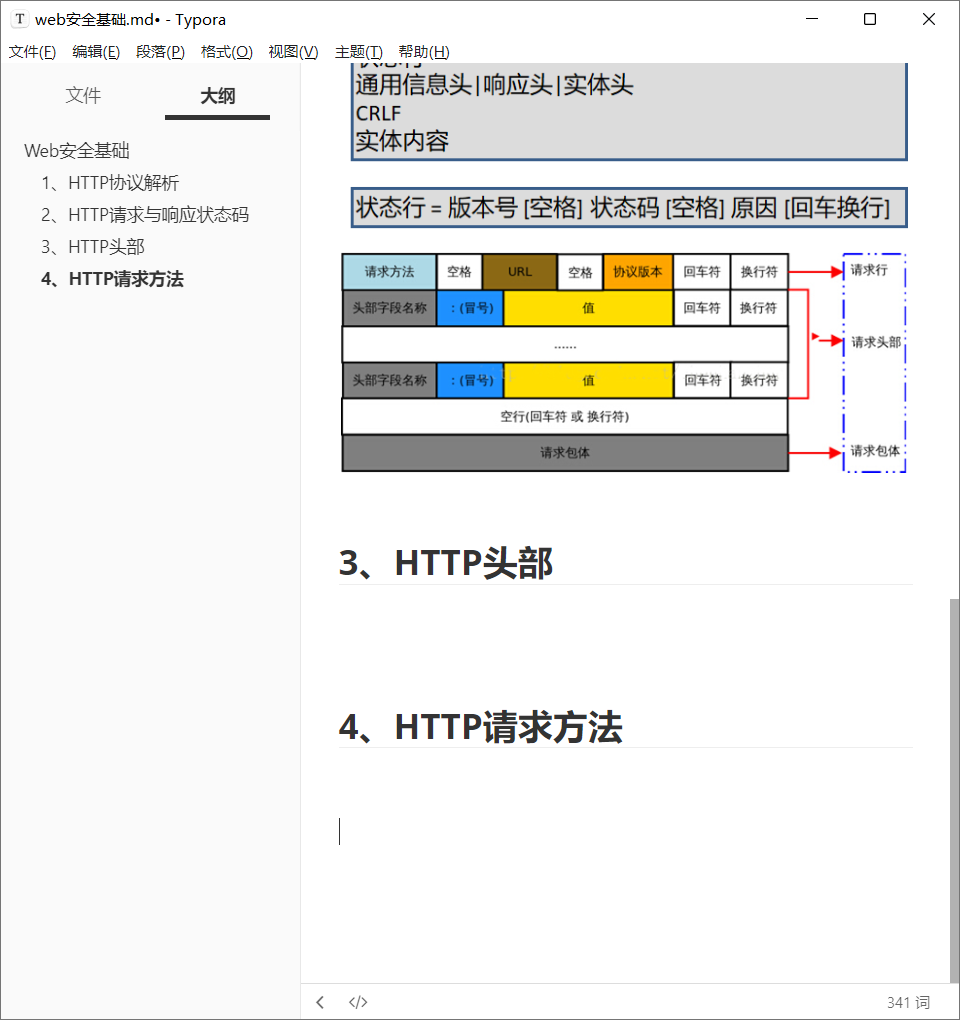 T web安全基础.md• - Typora
文件(F) 编辑(E) 段落(P) 格式(O) 视图(V) 主题(T) 帮助(H)
文件 大纲
Web安全基础
1、HTTP协议解析
2、HTTP请求与响应状态码
3、HTTP头部
4、HTTP请求方法
通用信息头|响应头|实体头
CRLF
实体内容
状态行 = 版本号 [空格] 状态码 [空格] 原因 [回车换行]
请求方法 空格 URL 空格 协议版本 回车符 换行符 请求行
头部字段名称 : (冒号) 值 回车符 换行符
...... 请求头部
头部字段名称 : (冒号) 值 回车符 换行符
空行(回车符 或 换行符)
请求包体 请求包体
3、HTTP头部
4、HTTP请求方法
</> 341 词